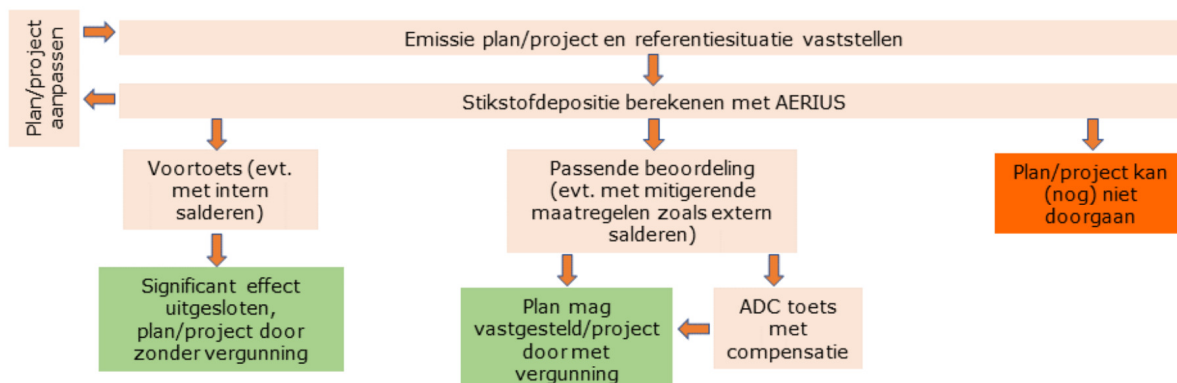 Plan/project
aanpassen
Emissie plan/project en referentiesituatie vaststellen
Stikstofdepositie berekenen met AERIUS
Voortoets (evt.
met intern
salderen)
Passende beoordeling
(evt. met mitigerende
maatregelen zoals extern
salderen)
Plan/project kan
(nog) niet
doorgaan
Significant effect
uitgesloten,
plan/project door
zonder vergunning
Plan mag
vastgesteld/project
door met
vergunning
ADC toets
met
compensatie